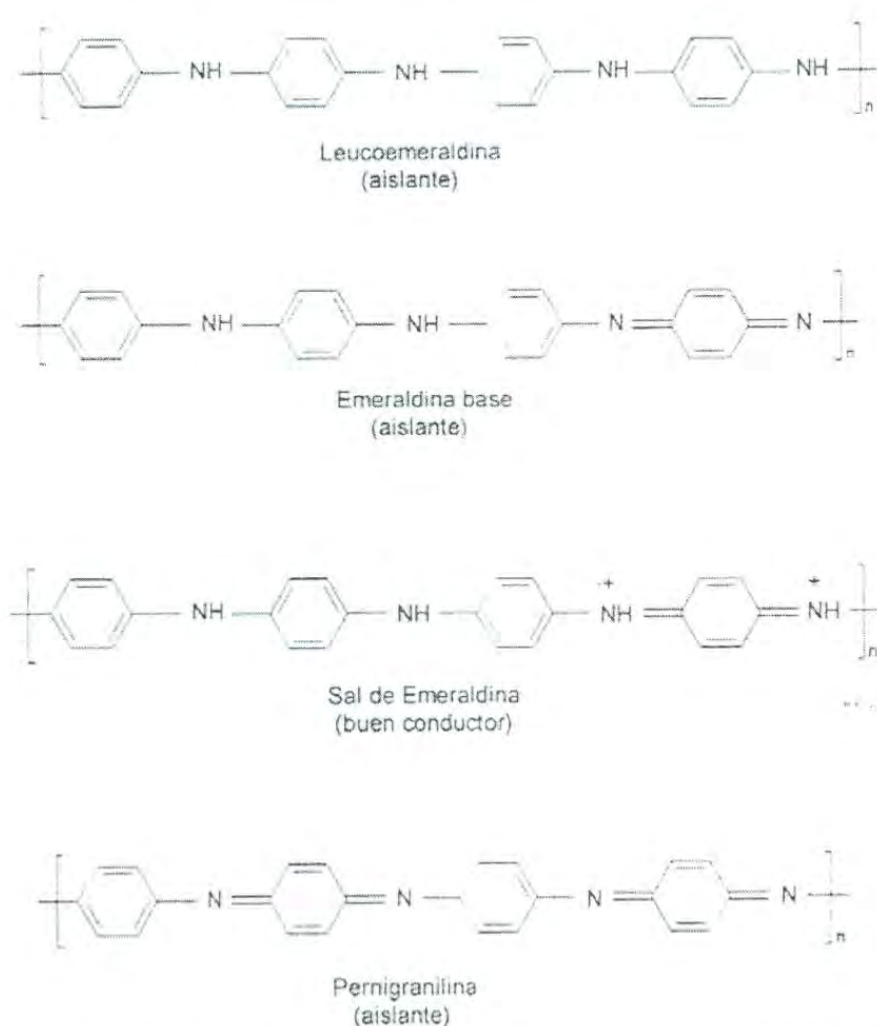 NH NH NH NH n
Leucoemeraldina
(aislante)
NH NH N N n
Emeraldina base
(aislante)
·+ +
NH NH NH NH n
Sal de Emeraldina
(buen conductor)
N N N N n
Pernigranilina
(aislante)